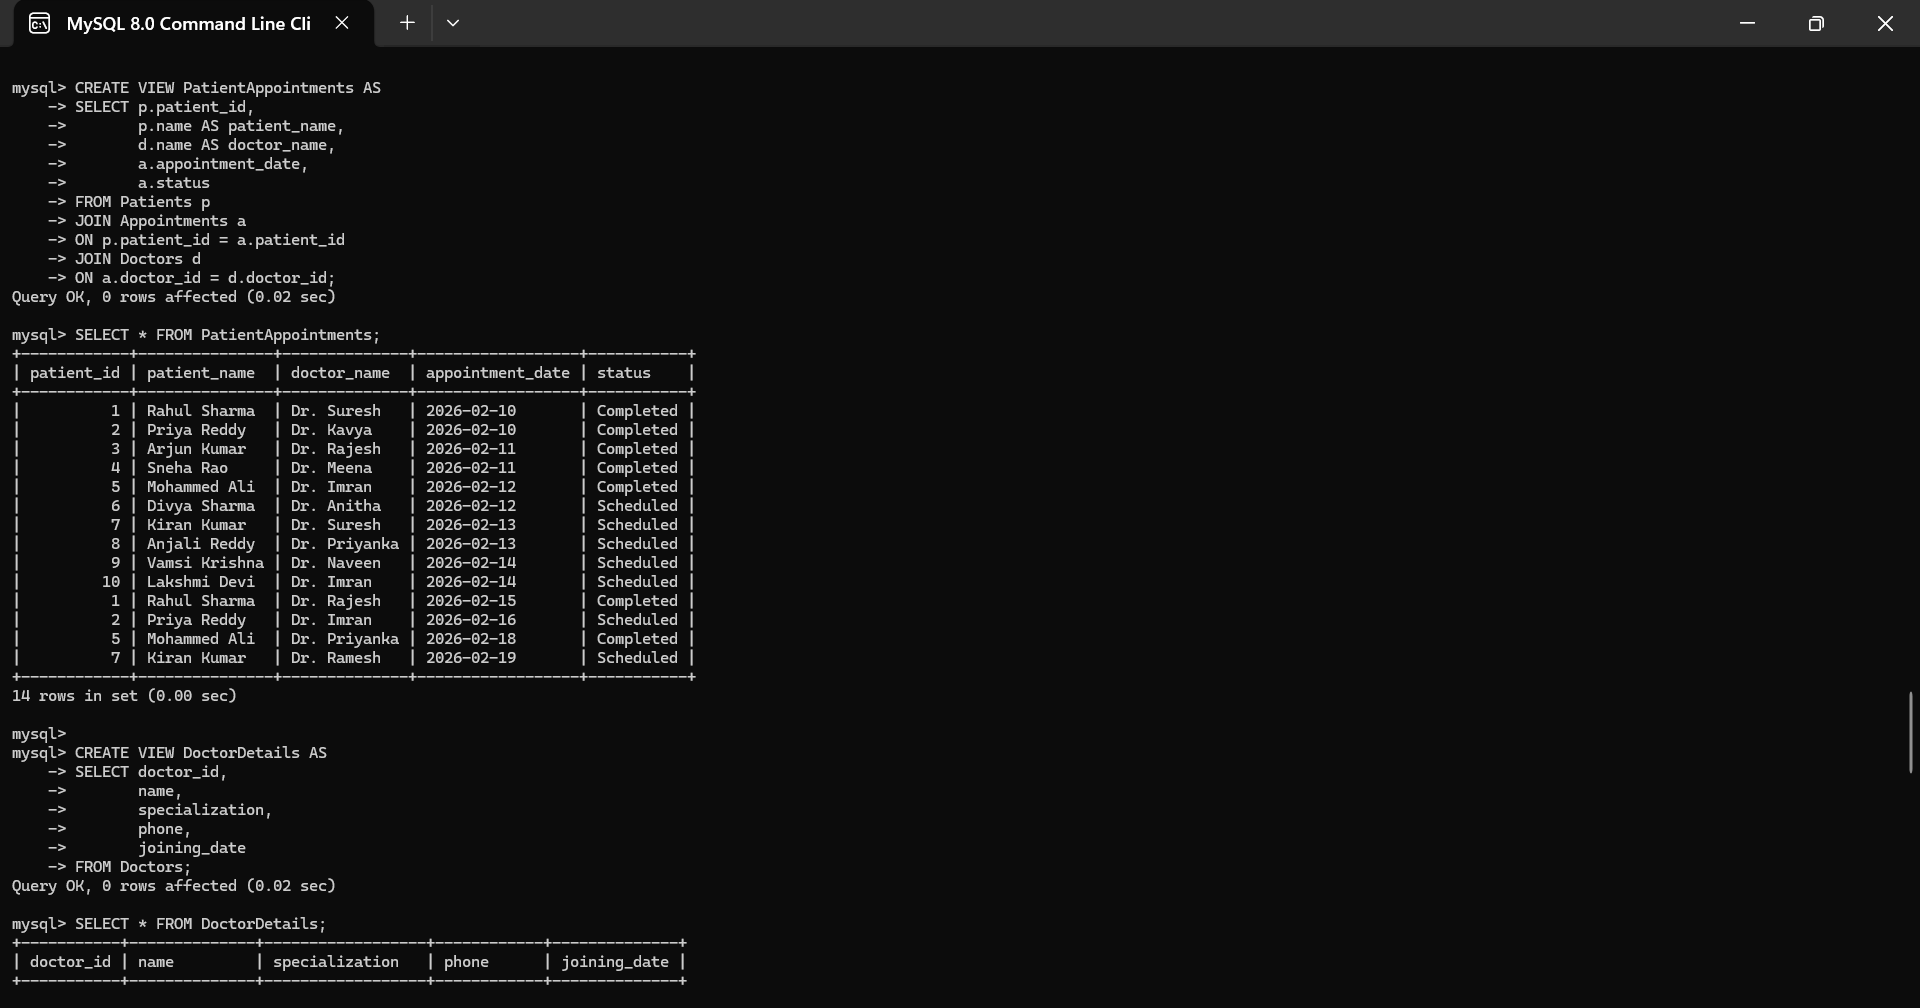 MySQL 8.0 Command Line Cli
mysql> CREATE VIEW PatientAppointments AS
    -> SELECT p.patient_id,
    ->        p.name AS patient_name,
    ->        d.name AS doctor_name,
    ->        a.appointment_date,
    ->        a.status
    -> FROM Patients p
    -> JOIN Appointments a
    -> ON p.patient_id = a.patient_id
    -> JOIN Doctors d
    -> ON a.doctor_id = d.doctor_id;
Query OK, 0 rows affected (0.02 sec)
mysql> SELECT * FROM PatientAppointments;
+------------+---------------+--------------+------------------+-----------+
| patient_id | patient_name  | doctor_name  | appointment_date | status    |
+------------+---------------+--------------+------------------+-----------+
|          1 | Rahul Sharma  | Dr. Suresh   | 2026-02-10       | Completed |
|          2 | Priya Reddy   | Dr. Kavya    | 2026-02-10       | Completed |
|          3 | Arjun Kumar   | Dr. Rajesh   | 2026-02-11       | Completed |
|          4 | Sneha Rao     | Dr. Meena    | 2026-02-11       | Completed |
|          5 | Mohammed Ali  | Dr. Imran    | 2026-02-12       | Completed |
|          6 | Divya Sharma  | Dr. Anitha   | 2026-02-12       | Scheduled |
|          7 | Kiran Kumar   | Dr. Suresh   | 2026-02-13       | Scheduled |
|          8 | Anjali Reddy  | Dr. Priyanka | 2026-02-13       | Scheduled |
|          9 | Vamsi Krishna | Dr. Naveen   | 2026-02-14       | Scheduled |
|         10 | Lakshmi Devi  | Dr. Imran    | 2026-02-14       | Scheduled |
|          1 | Rahul Sharma  | Dr. Rajesh   | 2026-02-15       | Completed |
|          2 | Priya Reddy   | Dr. Imran    | 2026-02-16       | Scheduled |
|          5 | Mohammed Ali  | Dr. Priyanka | 2026-02-18       | Completed |
|          7 | Kiran Kumar   | Dr. Ramesh   | 2026-02-19       | Scheduled |
+------------+---------------+--------------+------------------+-----------+
14 rows in set (0.00 sec)
mysql>
mysql> CREATE VIEW DoctorDetails AS
    -> SELECT doctor_id,
    ->        name,
    ->        specialization,
    ->        phone,
    ->        joining_date
    -> FROM Doctors;
Query OK, 0 rows affected (0.02 sec)
mysql> SELECT * FROM DoctorDetails;
+-----------+--------------+------------------+------------+--------------+
| doctor_id | name         | specialization   | phone      | joining_date |
+-----------+--------------+------------------+------------+--------------+